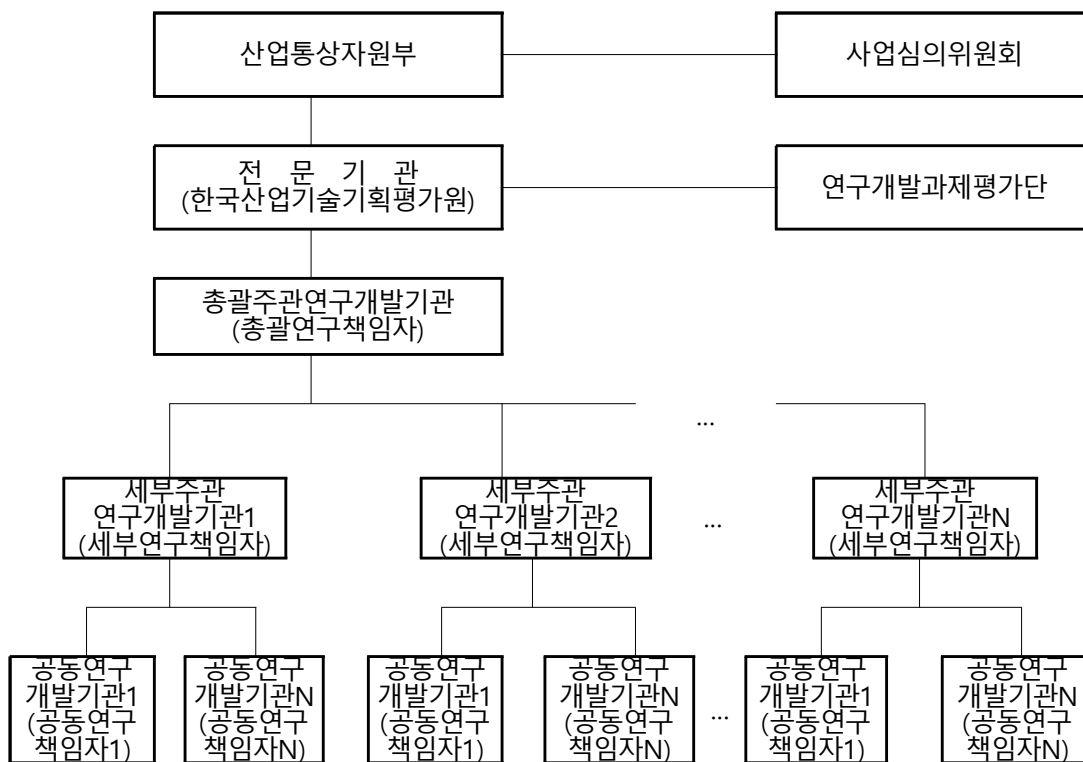 산업통상자원부
사업심의위원회
전 문 기 관
(한국산업기술기획평가원)
연구개발과제평가단
총괄주관연구개발기관
(총괄연구책임자)
...
세부주관
연구개발기관1
(세부연구책임자)
세부주관
연구개발기관2
(세부연구책임자)
...
세부주관
연구개발기관N
(세부연구책임자)
공동연구
개발기관1
(공동연구
책임자1)
공동연구
개발기관N
(공동연구
책임자N)
공동연구
개발기관1
(공동연구
책임자1)
공동연구
개발기관N
(공동연구
책임자N)
...
공동연구
개발기관1
(공동연구
책임자1)
공동연구
개발기관N
(공동연구
책임자N)